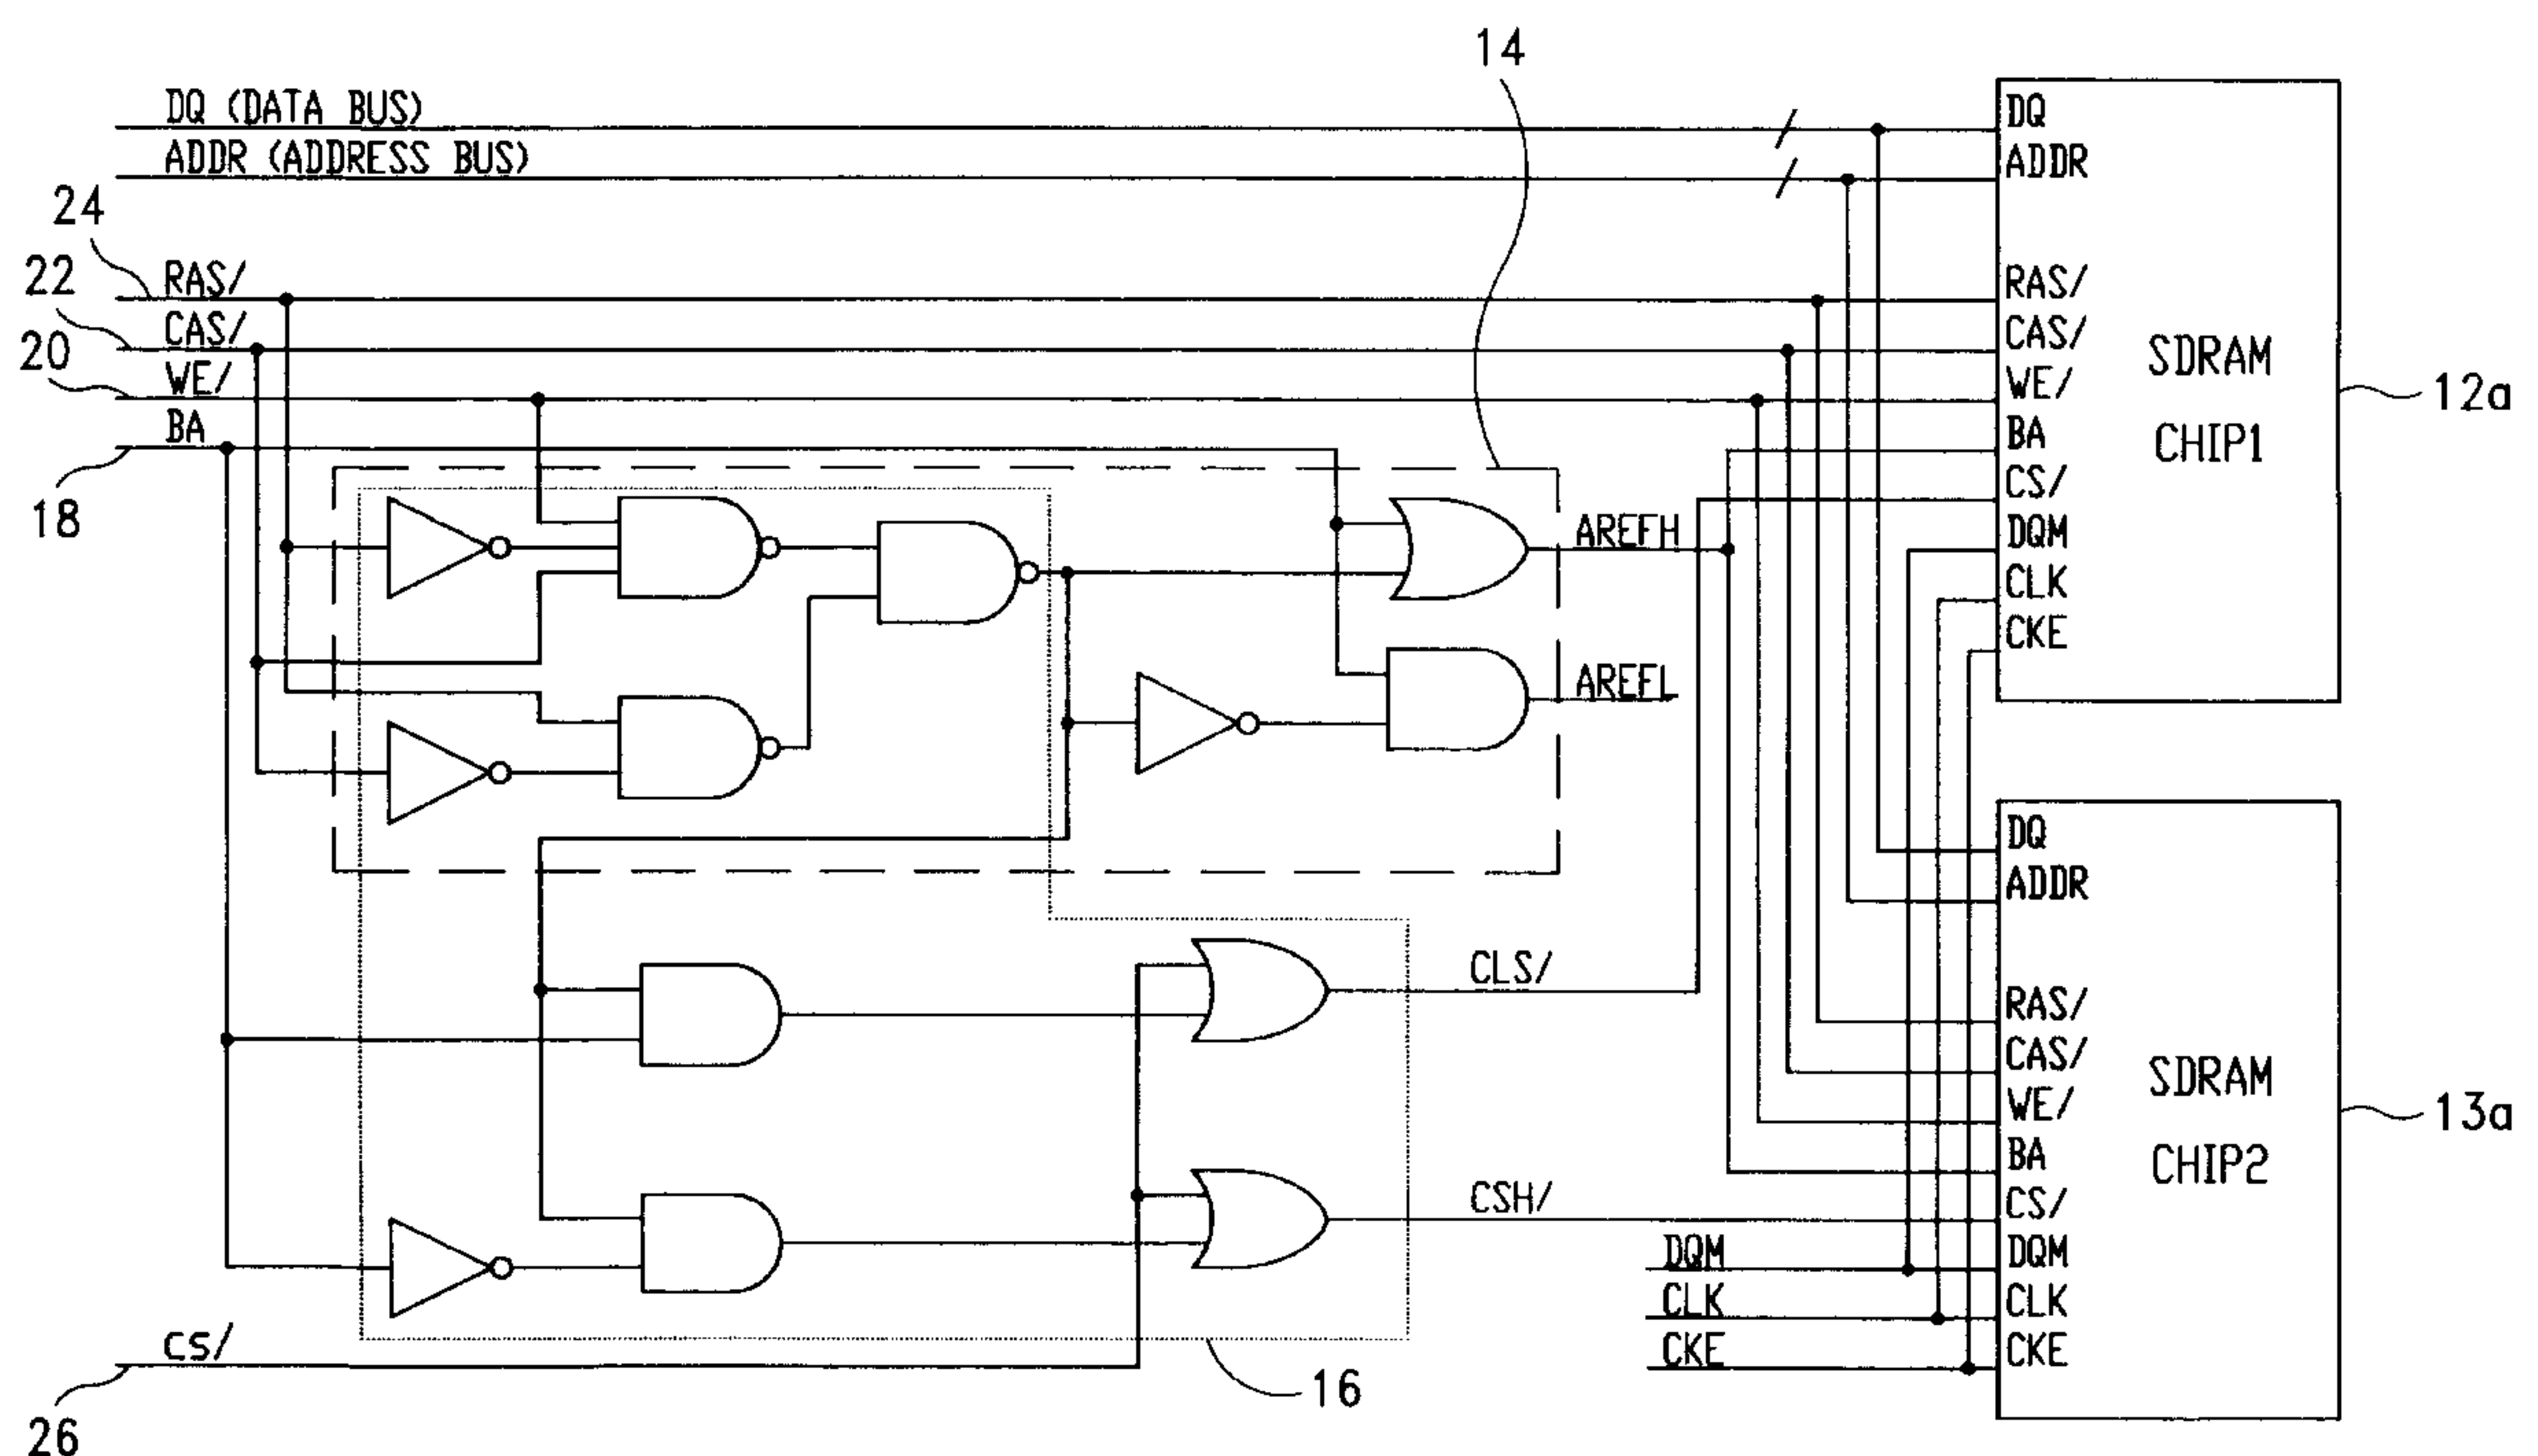 14
DQ (DATA BUS)
ADDR (ADDRESS BUS)
24
RAS/
22
CAS/
20
WE/
BA
18
AREFH
AREFL
CLS/
CSH/
DQM
CLK
CKE
CS/
26
16
DQ
ADDR
RAS/
CAS/
WE/
BA
CS/
DQM
CLK
CKE
SDRAM
CHIP1
12a
DQ
ADDR
RAS/
CAS/
WE/
BA
CS/
DQM
CLK
CKE
SDRAM
CHIP2
13a